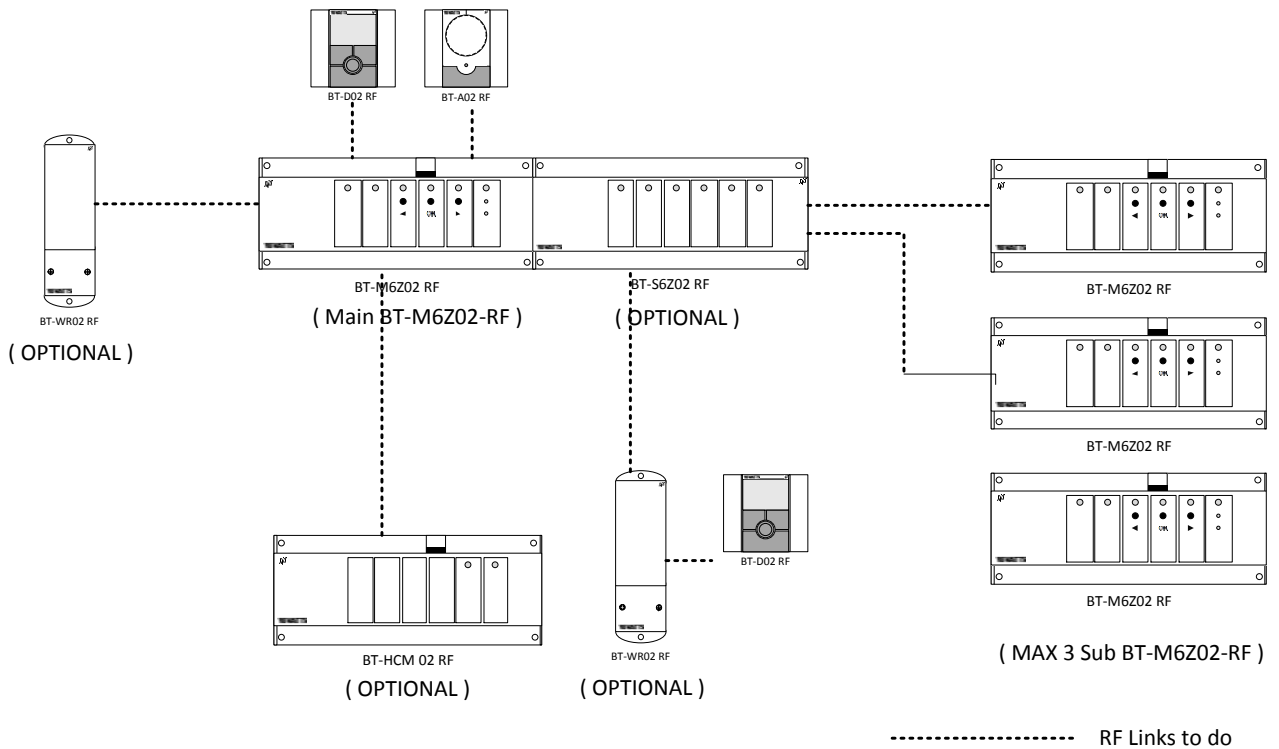 BT-D02 RF
BT-A02 RF
BT-WR02 RF
( OPTIONAL )
BT-M6Z02 RF
( Main BT-M6Z02-RF )
BT-S6Z02 RF
( OPTIONAL )
BT-M6Z02 RF
BT-M6Z02 RF
BT-M6Z02 RF
( MAX 3 Sub BT-M6Z02-RF )
BT-D02 RF
BT-HCM 02 RF
( OPTIONAL )
BT-WR02 RF
( OPTIONAL )
RF Links to do